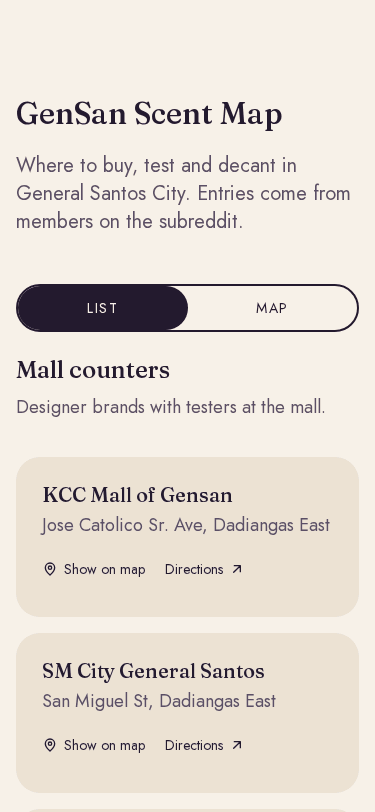 GenSan Scent Map
Where to buy, test and decant in
General Santos City. Entries come from
members on the subreddit.
LIST
MAP
Mall counters
Designer brands with testers at the mall.
KCC Mall of Gensan
Jose Catolico Sr. Ave, Dadiangas East
Show on map
Directions
SM City General Santos
San Miguel St, Dadiangas East
Show on map
Directions